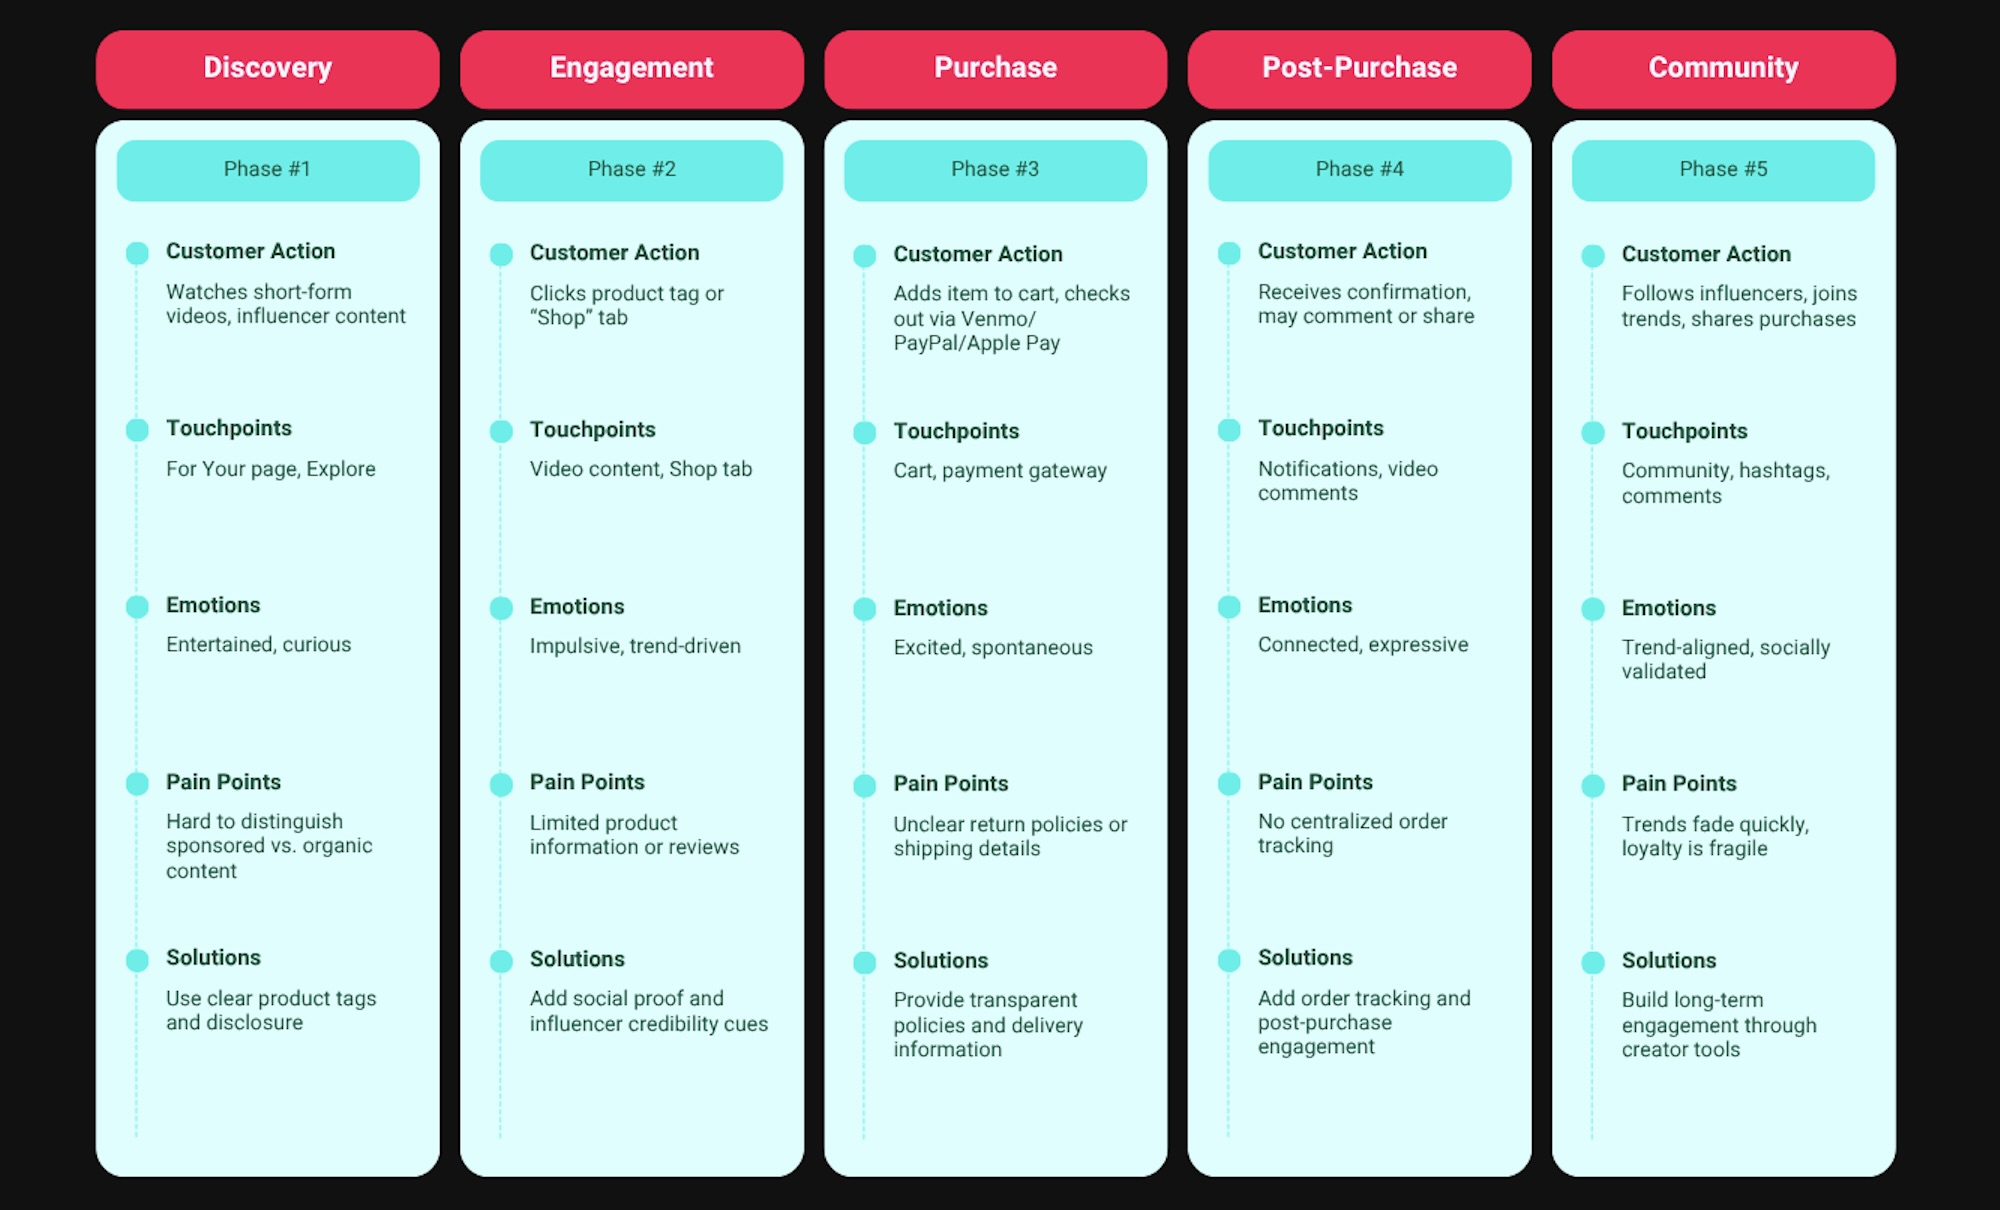 Discovery
Phase #1
Customer Action
Watches short-form
videos, influencer content
Touchpoints
For Your page, Explore
Emotions
Entertained, curious
Pain Points
Hard to distinguish
sponsored vs. organic
content
Solutions
Use clear product tags
and disclosure
Engagement
Phase #2
Customer Action
Clicks product tag or
“Shop” tab
Touchpoints
Video content, Shop tab
Emotions
Impulsive, trend-driven
Pain Points
Limited product
information or reviews
Solutions
Add social proof and
influencer credibility cues
Purchase
Phase #3
Customer Action
Adds item to cart, checks
out via Venmo/
PayPal/Apple Pay
Touchpoints
Cart, payment gateway
Emotions
Excited, spontaneous
Pain Points
Unclear return policies or
shipping details
Solutions
Provide transparent
policies and delivery
information
Post-Purchase
Phase #4
Customer Action
Receives confirmation,
may comment or share
Touchpoints
Notifications, video
comments
Emotions
Connected, expressive
Pain Points
No centralized order
tracking
Solutions
Add order tracking and
post-purchase
engagement
Community
Phase #5
Customer Action
Follows influencers, joins
trends, shares purchases
Touchpoints
Community, hashtags,
comments
Emotions
Trend-aligned, socially
validated
Pain Points
Trends fade quickly,
loyalty is fragile
Solutions
Build long-term
engagement through
creator tools